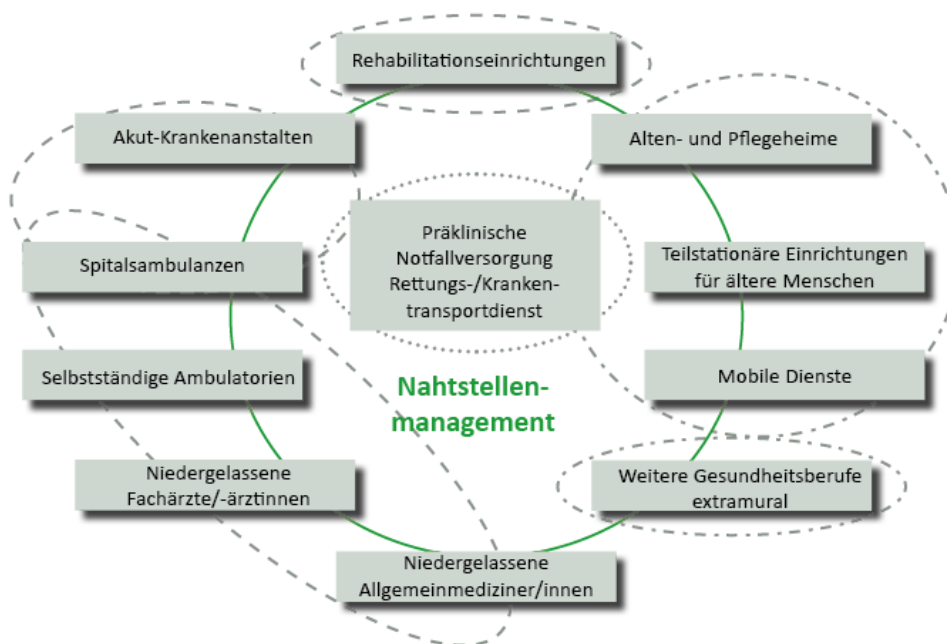 Rehabilitationseinrichtungen
Akut-Krankenanstalten
Alten- und Pflegeheime
Präklinische
Notfallversorgung
Rettungs-/Kranken-
transportdienst
Spitalsambulanzen
Teilstationäre Einrichtungen
für ältere Menschen
Selbstständige Ambulatorien
Mobile Dienste
Nahtstellen-
management
Niedergelassene
Fachärzte/-ärztinnen
Weitere Gesundheitsberufe
extramural
Niedergelassene
Allgemeinmediziner/innen